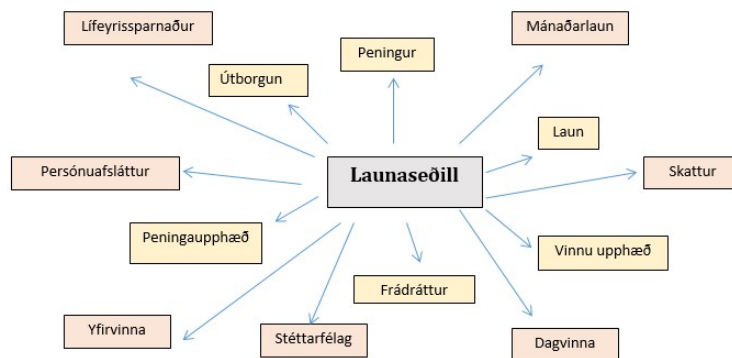 Lífeyrissparnaður
Mánaðarlaun
Peningur
Útborgun
Laun
Persónuafsláttur
Launaseðill
Skattur
Peningaupphæð
Vinnu upphæð
Frádráttur
Yfirvinna
Stéttarfélag
Dagvinna